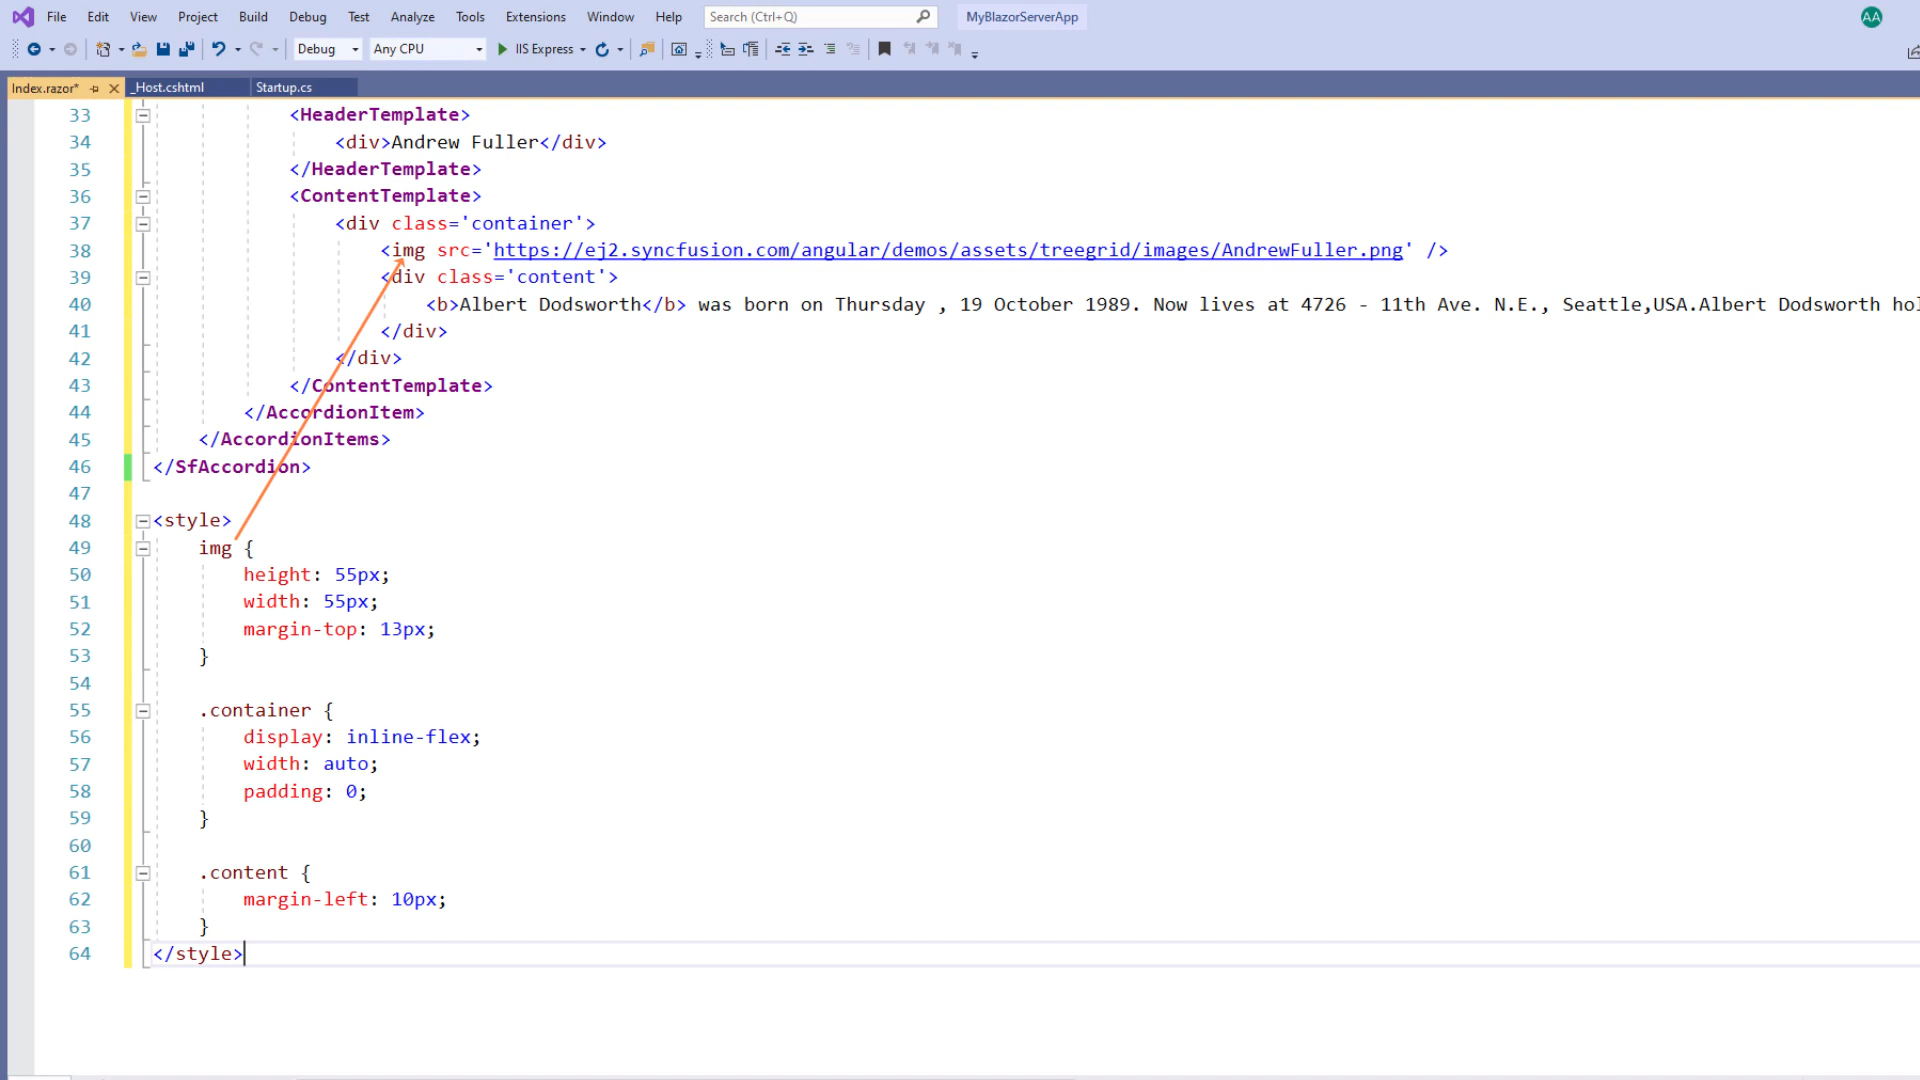 File Edit View Project Build Debug Test Analyze Tools Extensions Window Help Search (Ctrl+Q) MyBlazorServerApp AA
Debug Any CPU IIS Express
Index.razor* _Host.cshtml Startup.cs
33 <HeaderTemplate>
34 <div>Andrew Fuller</div>
35 </HeaderTemplate>
36 <ContentTemplate>
37 <div class='container'>
38 <img src='https://ej2.syncfusion.com/angular/demos/assets/treegrid/images/AndrewFuller.png' />
39 <div class='content'>
40 <b>Albert Dodsworth</b> was born on Thursday , 19 October 1989. Now lives at 4726 - 11th Ave. N.E., Seattle,USA.Albert Dodsworth hol
41 </div>
42 </div>
43 </ContentTemplate>
44 </AccordionItem>
45 </AccordionItems>
46 </SfAccordion>
47
48 <style>
49 img {
50 height: 55px;
51 width: 55px;
52 margin-top: 13px;
53 }
54
55 .container {
56 display: inline-flex;
57 width: auto;
58 padding: 0;
59 }
60
61 .content {
62 margin-left: 10px;
63 }
64 </style>